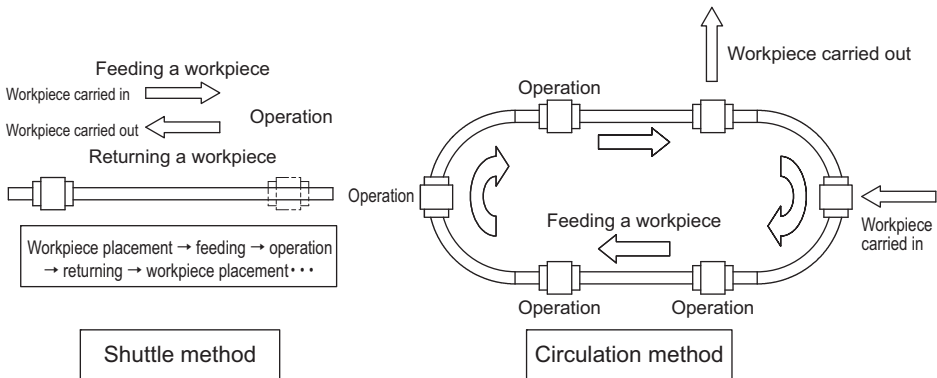 Feeding a workpiece
Workpiece carried in
Operation
Workpiece carried out
Returning a workpiece
Workpiece placement → feeding → operation
→ returning → workpiece placement・・・
Shuttle method
Workpiece carried out
Operation
Operation
Feeding a workpiece
Workpiece
carried in
Operation
Operation
Circulation method